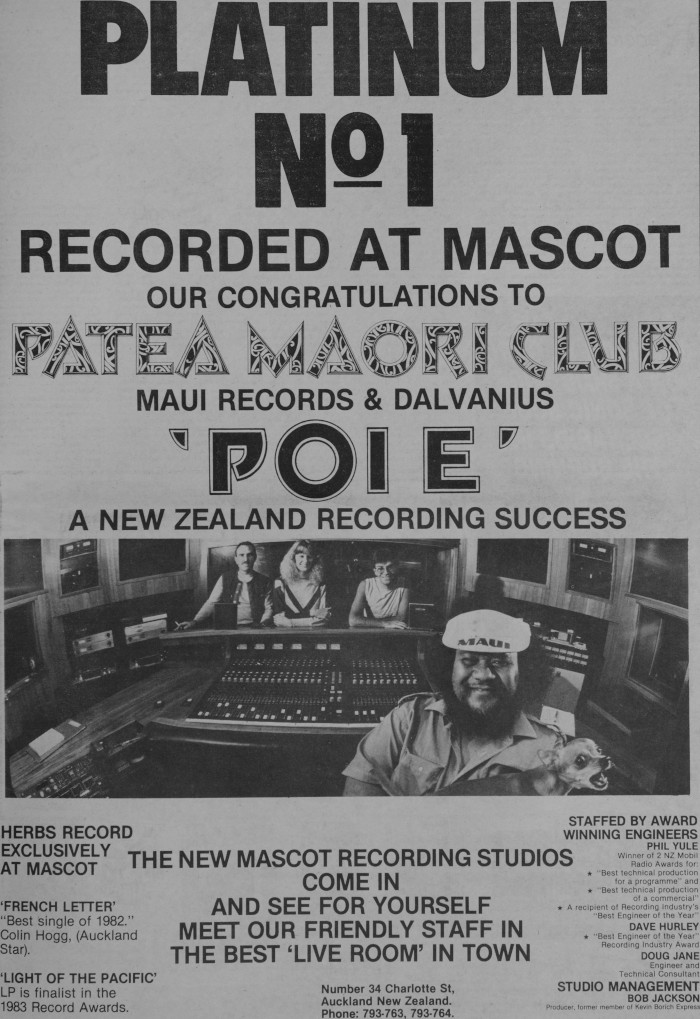 PLATINUM
Nº1
RECORDED AT MASCOT
OUR CONGRATULATIONS TO
PATEA MAORI CLUB
MAUI RECORDS & DALVANIUS
'POI E'
A NEW ZEALAND RECORDING SUCCESS
MAUI
HERBS RECORD
EXCLUSIVELY
AT MASCOT
'FRENCH LETTER'
"Best single of 1982."
Colin Hogg, (Auckland
Star).
'LIGHT OF THE PACIFIC'
LP is finalist in the
1983 Record Awards.
THE NEW MASCOT RECORDING STUDIOS
COME IN
AND SEE FOR YOURSELF
MEET OUR FRIENDLY STAFF IN
THE BEST 'LIVE ROOM' IN TOWN
Number 34 Charlotte St,
Auckland New Zealand.
Phone: 793-763, 793-764.
STAFFED BY AWARD
WINNING ENGINEERS
PHIL YULE
Winner of 2 NZ Mobil
Radio Awards for:
★ "Best technical production
for a programme" and
★ "Best technical production
of a commercial"
★ A recipient of Recording Industry's
"Best Engineer of the Year"
DAVE HURLEY
★ "Best Engineer of the Year"
Recording Industry Award
DOUG JANE
Engineer and
Technical Consultant
STUDIO MANAGEMENT
BOB JACKSON
Producer, former member of Kevin Borich Express